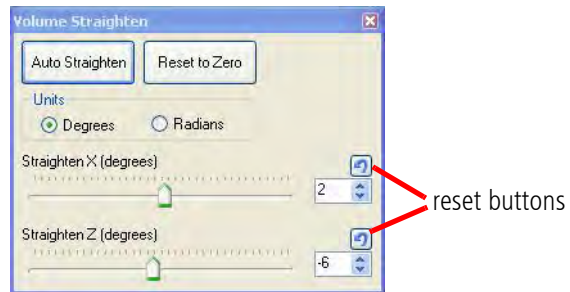 Volume Straighten
Auto Straighten Reset to Zero
Units
Degrees Radians
Straighten X (degrees)
2
reset buttons
Straighten Z (degrees)
-6